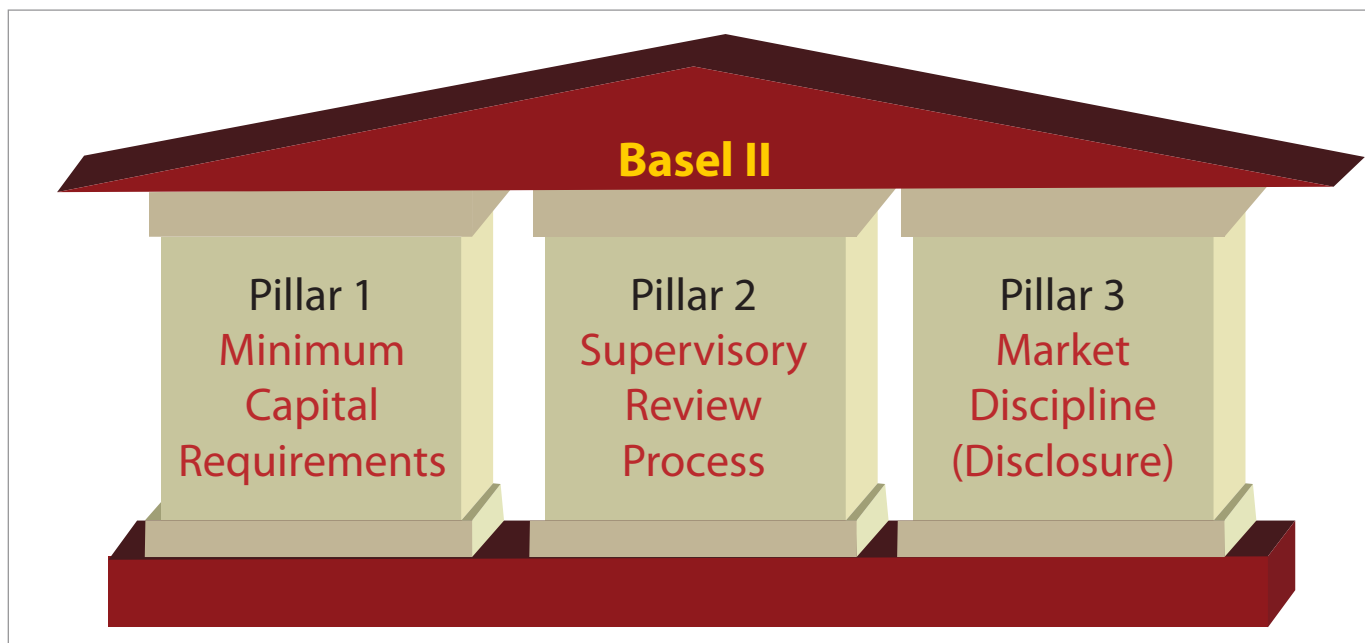 Basel II
Pillar 1
Minimum
Capital
Requirements
Pillar 2
Supervisory
Review
Process
Pillar 3
Market
Discipline
(Disclosure)